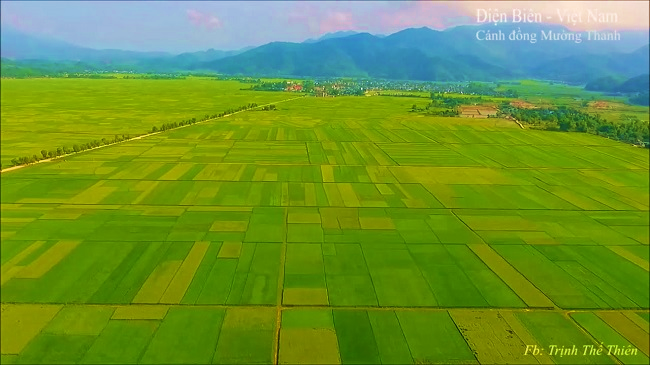 Điện Biên - Việt Nam
Cánh đồng Mường Thanh
Fb: Trịnh Thế Thiên